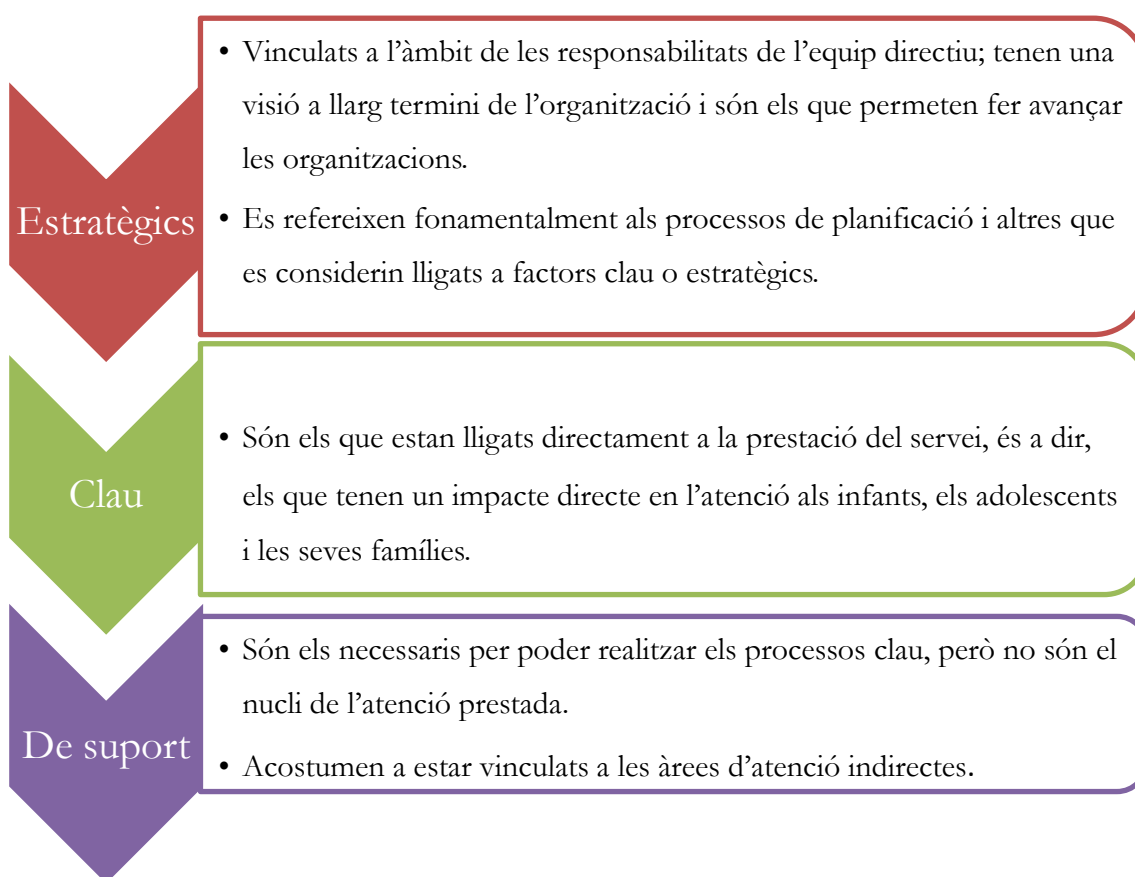 Estratègics
• Vinculats a l’àmbit de les responsabilitats de l’equip directiu; tenen una
visió a llarg termini de l’organització i són els que permeten fer avançar
les organitzacions.
• Es refereixen fonamentalment als processos de planificació i altres que
es considerin lligats a factors clau o estratègics.
Clau
• Són els que estan lligats directament a la prestació del servei, és a dir,
els que tenen un impacte directe en l’atenció als infants, els adolescents
i les seves famílies.
De suport
• Són els necessaris per poder realitzar els processos clau, però no són el
nucli de l’atenció prestada.
• Acostumen a estar vinculats a les àrees d’atenció indirectes.